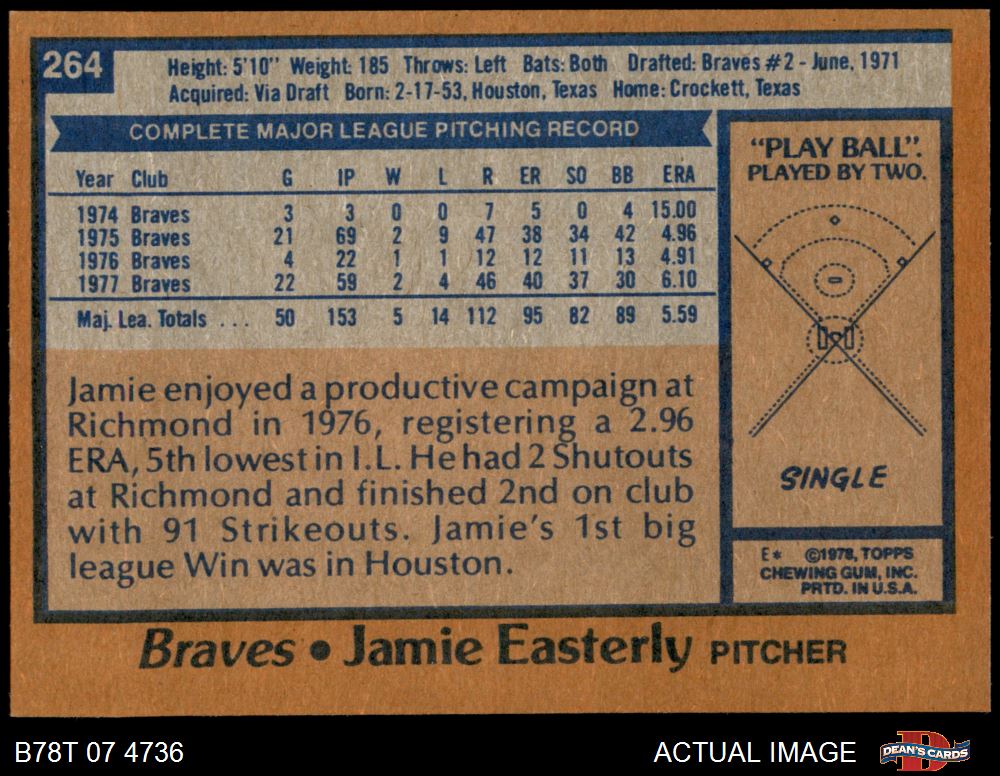 264
Height: 5'10" Weight: 185 Throws: Left Bats: Both Drafted: Braves #2 - June, 1971
Acquired: Via Draft Born: 2-17-53, Houston, Texas Home: Crockett, Texas
COMPLETE MAJOR LEAGUE PITCHING RECORD
Year Club G IP W L R ER SO BB ERA
1974 Braves 3 3 0 0 7 5 0 4 15.00
1975 Braves 21 69 2 9 47 38 34 42 4.96
1976 Braves 4 22 1 1 12 12 11 13 4.91
1977 Braves 22 59 2 4 46 40 37 30 6.10
Maj. Lea. Totals ... 50 153 5 14 112 95 82 89 5.59
Jamie enjoyed a productive campaign at
Richmond in 1976, registering a 2.96
ERA, 5th lowest in I.L. He had 2 Shutouts
at Richmond and finished 2nd on club
with 91 Strikeouts. Jamie's 1st big
league Win was in Houston.
"PLAY BALL".
PLAYED BY TWO.
SINGLE
E* ©1978, TOPPS
CHEWING GUM, INC.
PRTD. IN U.S.A.
Braves • Jamie Easterly PITCHER
B78T 07 4736
ACTUAL IMAGE
DEAN'S CARDS